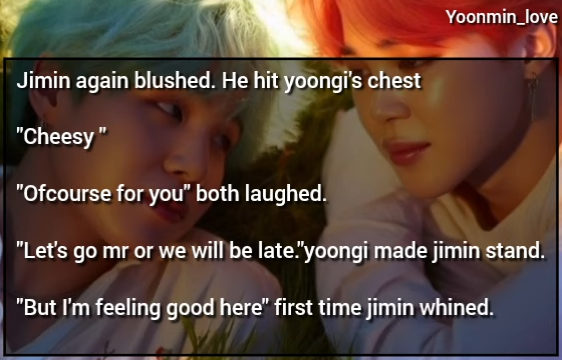 Yoonmin_love
Jimin again blushed. He hit yoongi's chest
"Cheesy "
"Ofcourse for you" both laughed.
"Let's go mr or we will be late."yoongi made jimin stand.
"But I'm feeling good here" first time jimin whined.